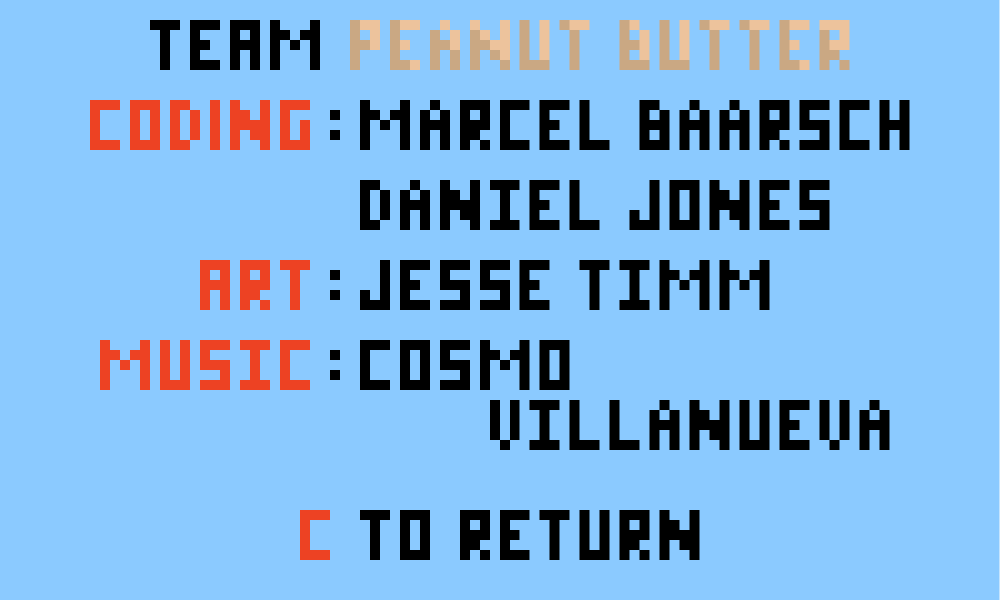 TEAM PEANUT BUTTER
CODING:MARCEL BAARSCH
DANIEL JONES
ART:JESSE TIMM
MUSIC:COSMO
VILLANUEVA
C TO RETURN